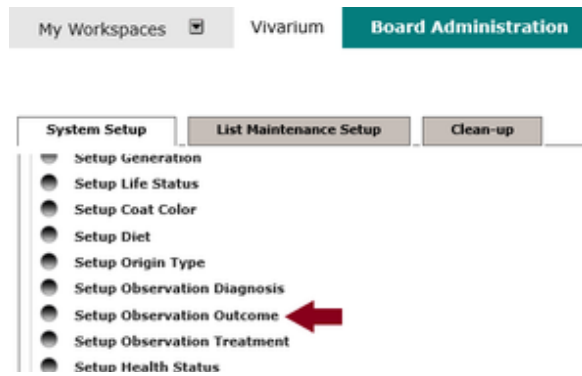 My Workspaces Vivarium Board Administration
System Setup List Maintenance Setup Clean-up
Setup Generation
Setup Life Status
Setup Coat Color
Setup Diet
Setup Origin Type
Setup Observation Diagnosis
Setup Observation Outcome
Setup Observation Treatment
Setup Health Status